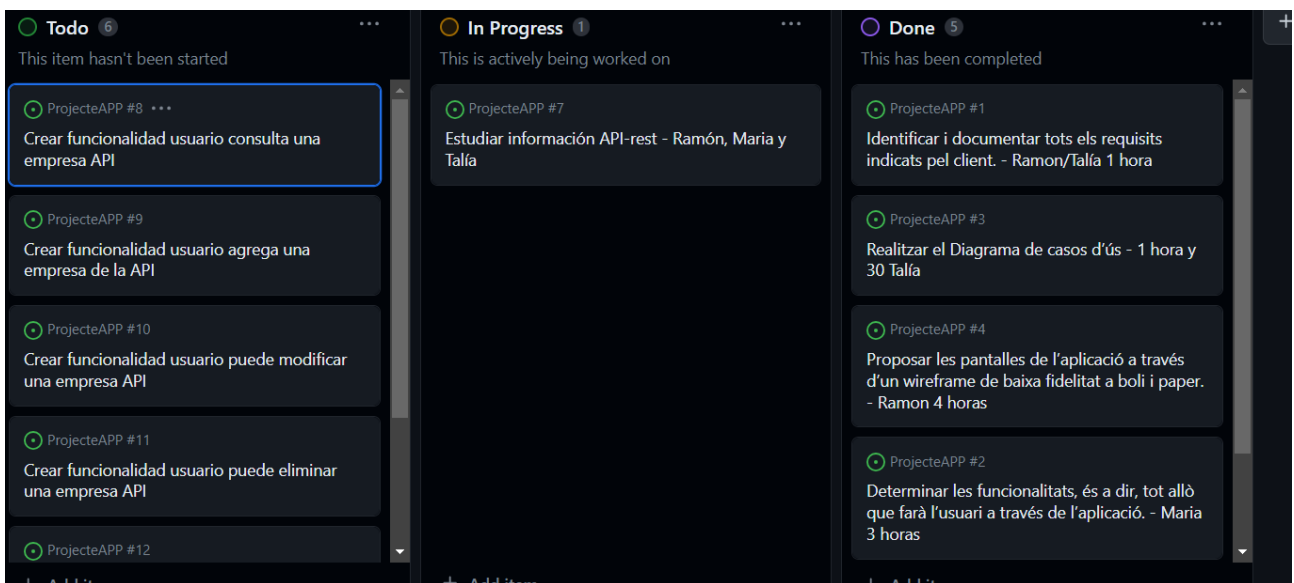 Todo 6
This item hasn't been started
ProjecteAPP #8
Crear funcionalidad usuario consulta una
empresa API
ProjecteAPP #9
Crear funcionalidad usuario agrega una
empresa de la API
ProjecteAPP #10
Crear funcionalidad usuario puede modificar
una empresa API
ProjecteAPP #11
Crear funcionalidad usuario puede eliminar
una empresa API
ProjecteAPP #12
In Progress 1
This is actively being worked on
ProjecteAPP #7
Estudiar información API-rest - Ramón, Maria y
Talía
Add item
Done 5
This has been completed
ProjecteAPP #1
Identificar i documentar tots els requisits
indicats pel client. - Ramon/Talía 1 hora
ProjecteAPP #3
Realitzar el Diagrama de casos d'ús - 1 hora y
30 Talía
ProjecteAPP #4
Proposar les pantalles de l'aplicació a través
d'un wireframe de baixa fidelitat a boli i paper.
- Ramon 4 horas
ProjecteAPP #2
Determinar les funcionalitats, és a dir, tot allò
que farà l'usuari a través de l'aplicació. - Maria
3 horas